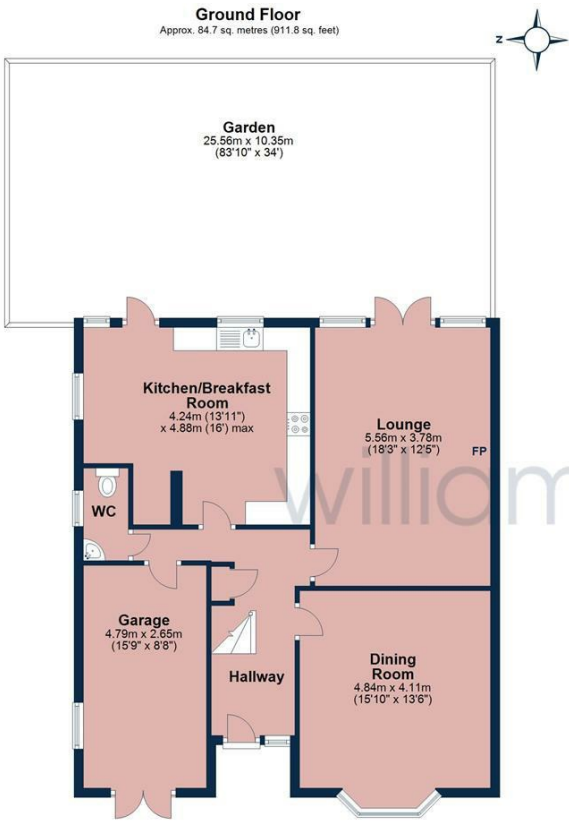 Ground Floor
Approx. 84.7 sq. metres (911.8 sq. feet)
N
Garden
25.56m x 10.35m
(83'10" x 34')
Kitchen/Breakfast
Room
4.24m (13'11")
x 4.88m (16') max
Lounge
5.56m x 3.78m
(18'3" x 12'5")
FP
william
WC
Garage
4.79m x 2.65m
(15'9" x 8'8")
Hallway
Dining
Room
4.84m x 4.11m
(15'10" x 13'6")